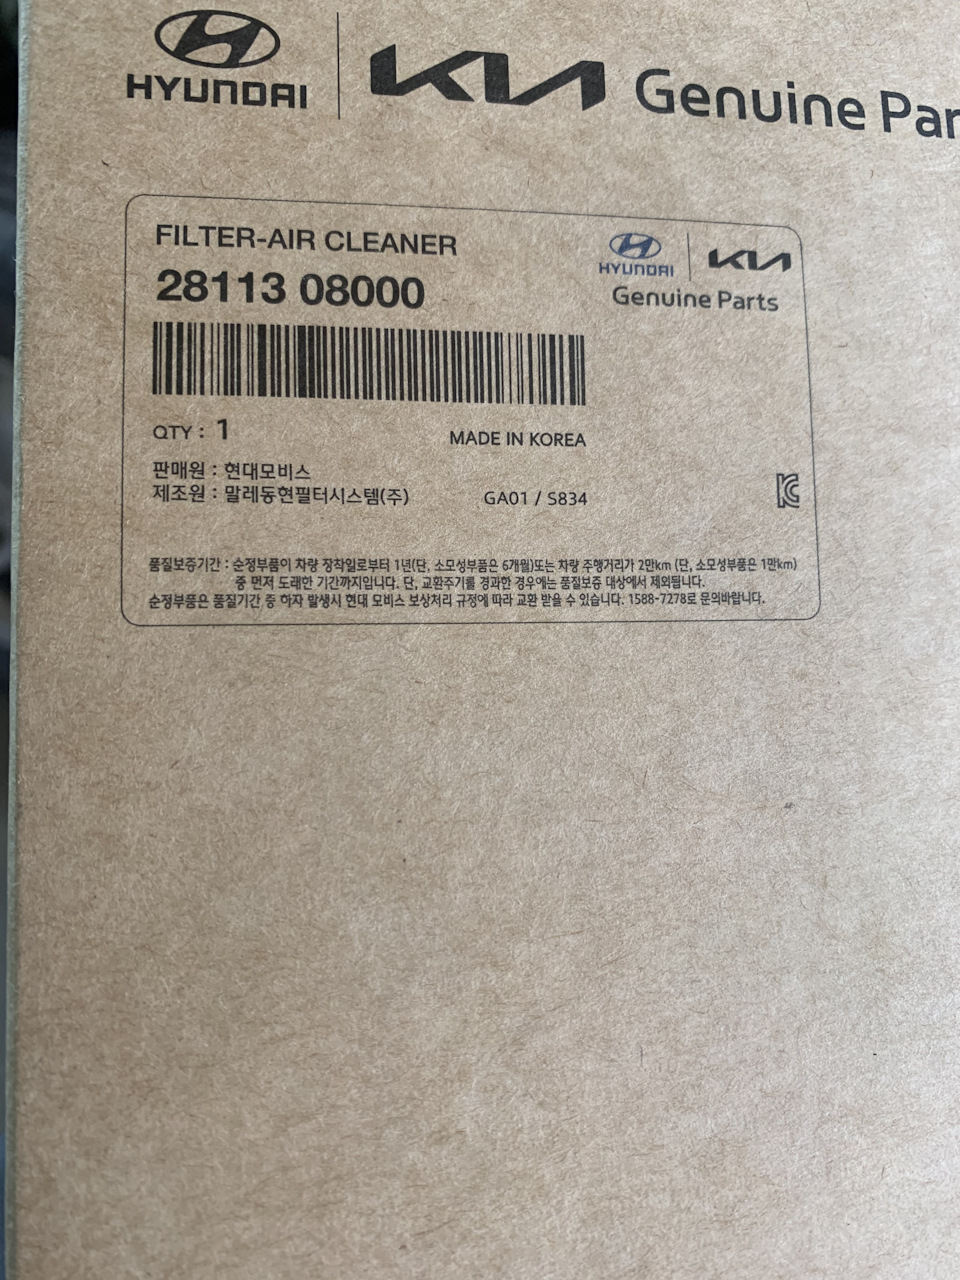 HYUNDAI KIA Genuine Par
FILTER-AIR CLEANER
28113 08000
HYUNDAI KIA
Genuine Parts
QTY : 1 MADE IN KOREA
판매원 : 현대모비스
제조원 : 말레동현필터시스템(주) GA01 / S834
품질보증기간 : 순정부품이 차량 장착일로부터 1년(단, 소모성부품은 6개월)또는 차량 주행거리가 2만km (단, 소모성부품은 1만km)
중 먼저 도래한 기간까지입니다. 단, 교환주기를 경과한 경우에는 품질보증 대상에서 제외됩니다.
순정부품은 품질기간 중 하자 발생시 현대 모비스 보상처리 규정에 따라 교환 받을 수 있습니다. 1588-7278로 문의바랍니다.